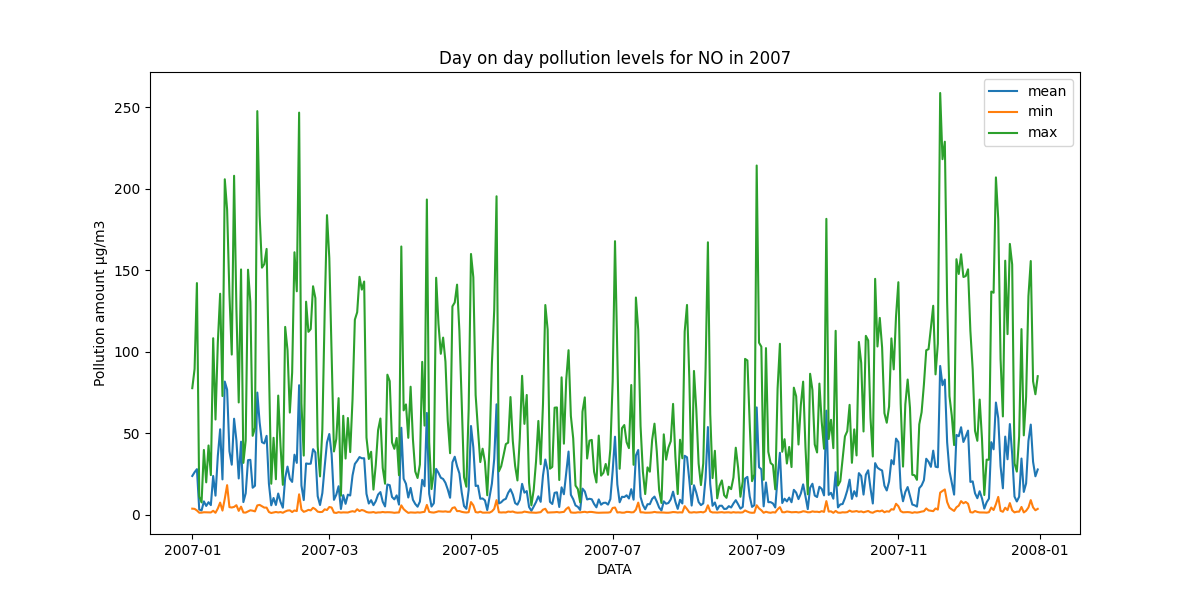 Day on day pollution levels for NO in 2007
mean
min
max
Pollution amount µg/m3
250
200
150
100
50
0
2007-01 2007-03 2007-05 2007-07 2007-09 2007-11 2008-01
DATA